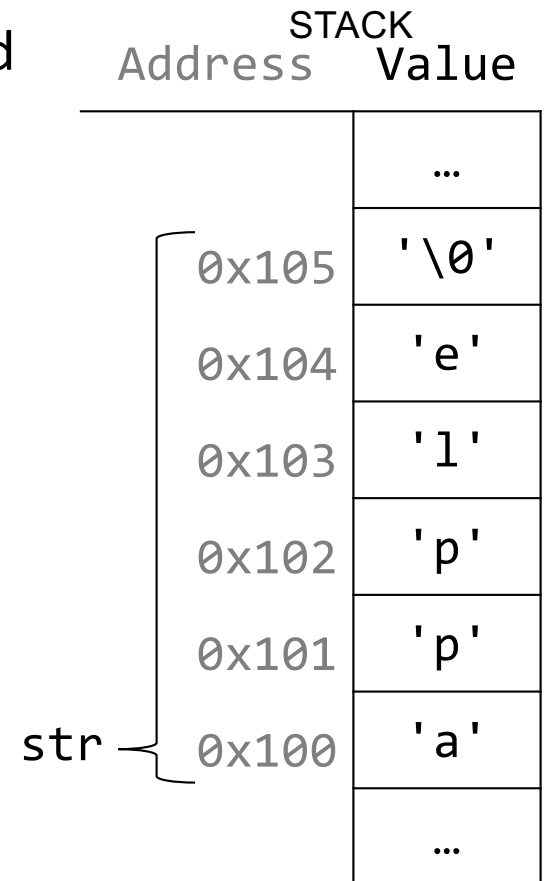 d
STACK
Address Value
…
0x105 '\0'
0x104 'e'
0x103 'l'
0x102 'p'
0x101 'p'
str 0x100 'a'
…